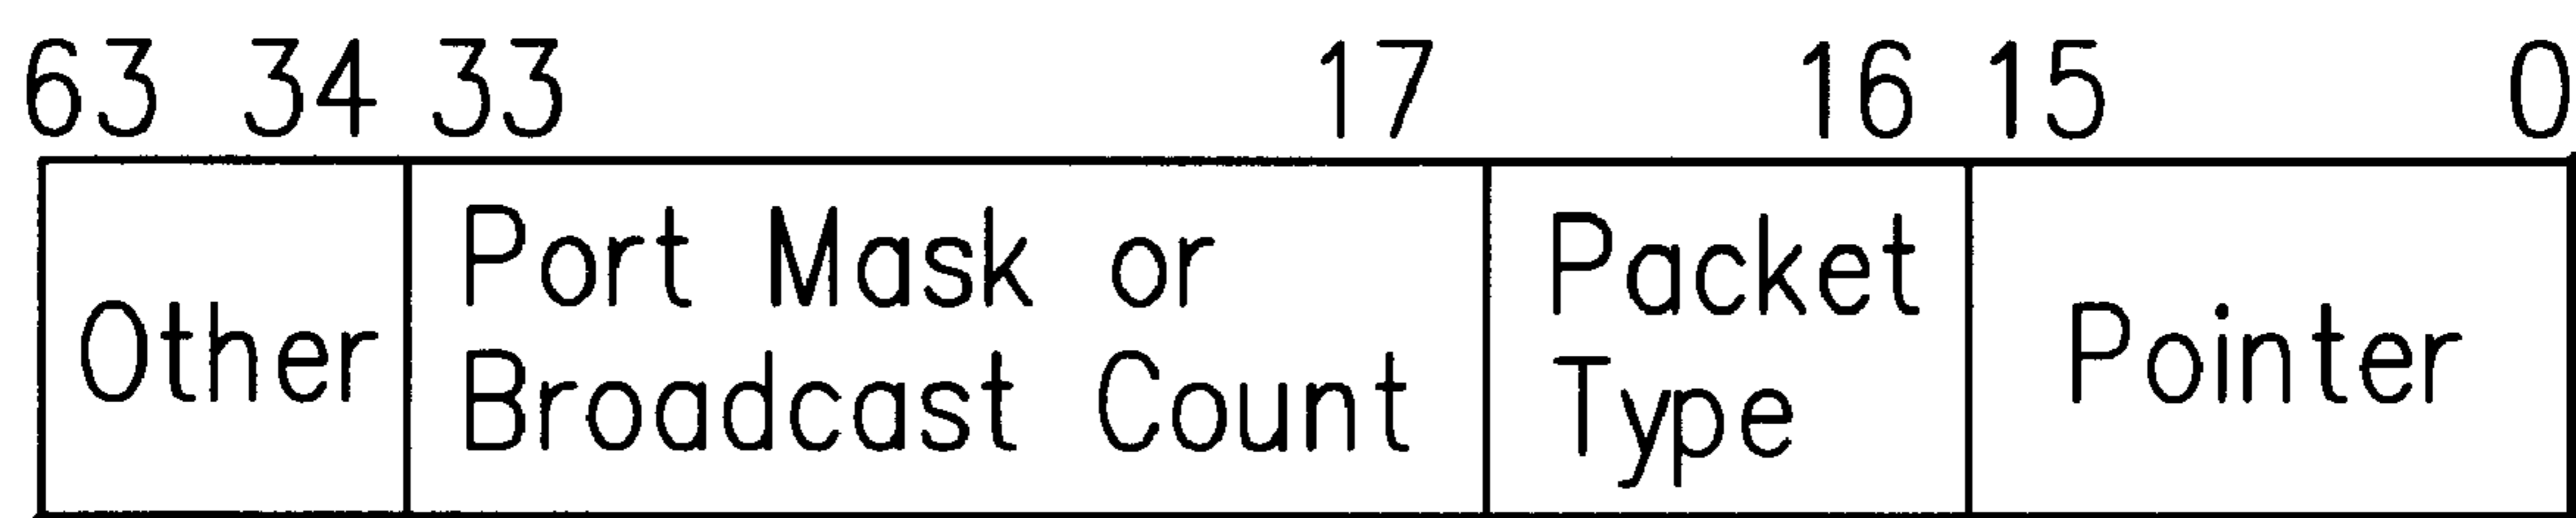 63 34 33 17 16 15 0
Other
Port Mask or
Broadcast Count
Packet
Type
Pointer